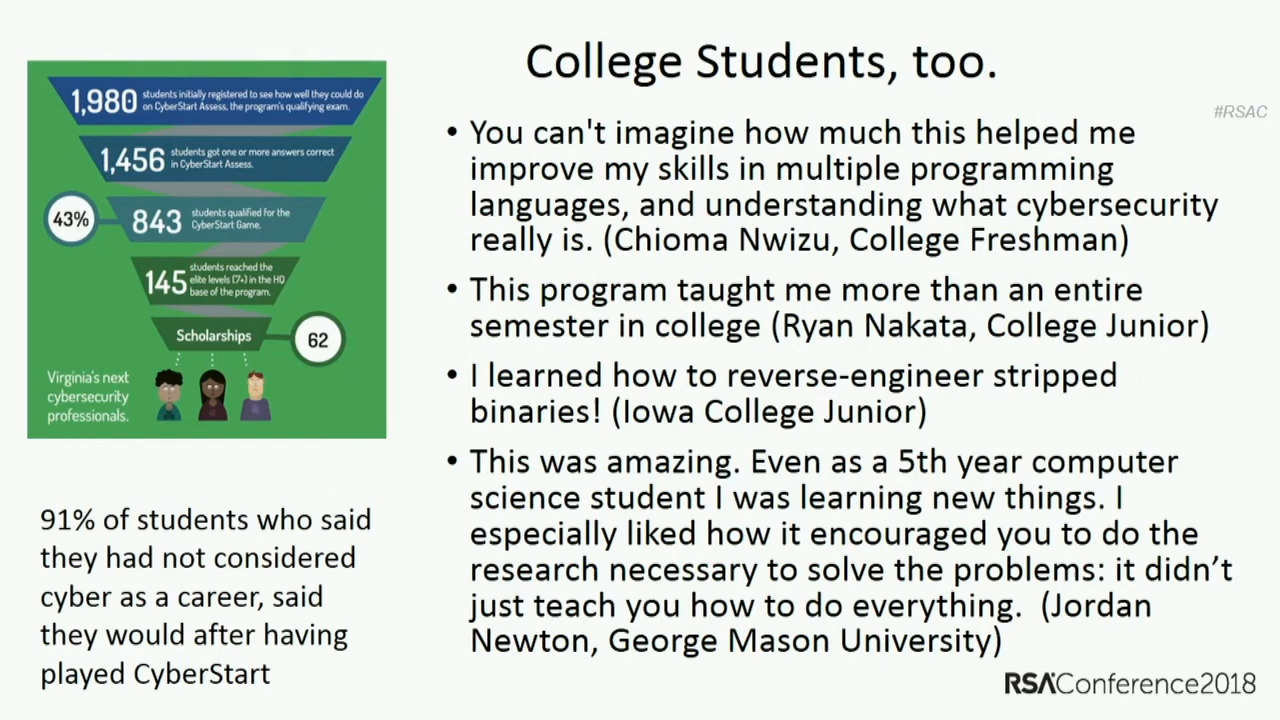 College Students, too.
#RSAC
1,980 students initially registered to see how well they could do
on CyberStart Assess, the program's qualifying exam.
1,456 students got one or more answers correct
in CyberStart Assess.
43%
843 students qualified for the
CyberStart Game.
145 students reached the
elite levels (7+) in the HQ
base of the program.
Scholarships
62
Virginia's next
cybersecurity
professionals.
91% of students who said
they had not considered
cyber as a career, said
they would after having
played CyberStart
• You can't imagine how much this helped me
improve my skills in multiple programming
languages, and understanding what cybersecurity
really is. (Chioma Nwizu, College Freshman)
• This program taught me more than an entire
semester in college (Ryan Nakata, College Junior)
• I learned how to reverse-engineer stripped
binaries! (Iowa College Junior)
• This was amazing. Even as a 5th year computer
science student I was learning new things. I
especially liked how it encouraged you to do the
research necessary to solve the problems: it didn’t
just teach you how to do everything. (Jordan
Newton, George Mason University)
RSAConference2018